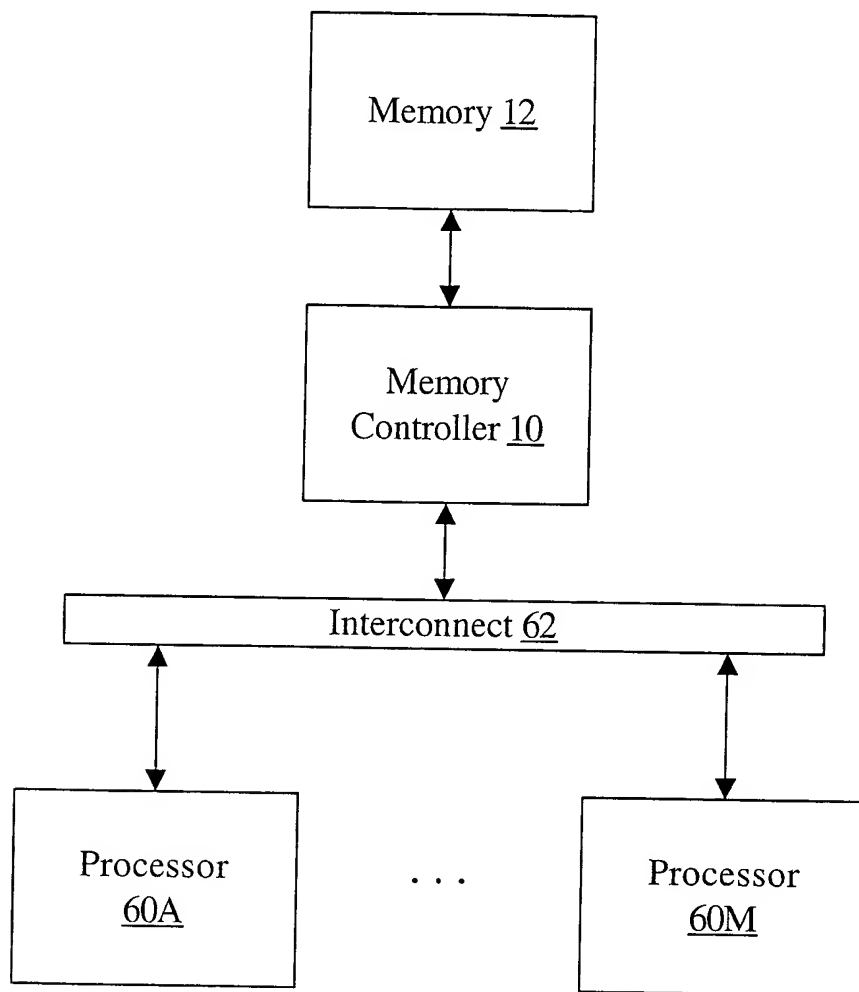 Memory 12
Memory
Controller 10
Interconnect 62
Processor
60A
. . .
Processor
60M